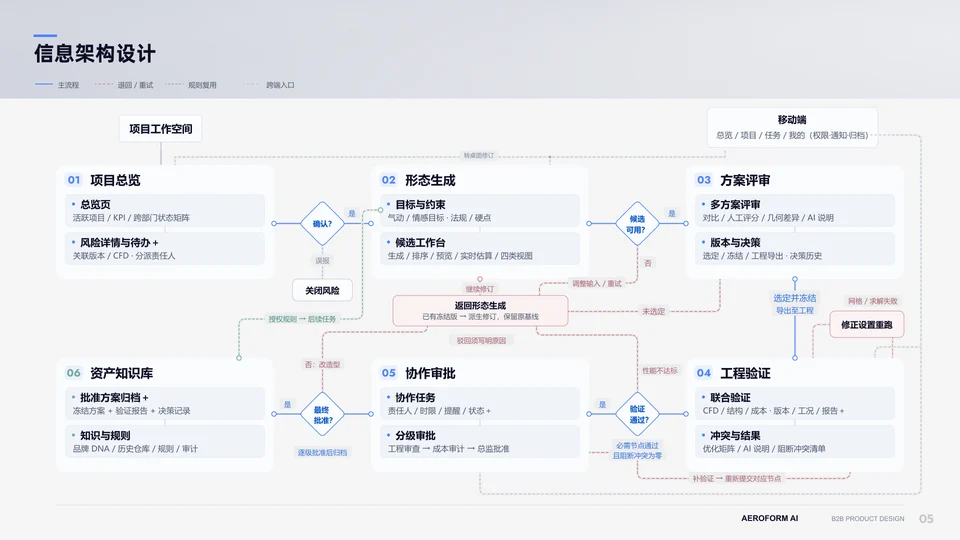 信息架构设计
主流程
退回 / 重试
规则复用
跨端入口
项目工作空间
移动端
总览 / 项目 / 任务 / 我的（权限·通知·归档）
转桌面修订
01 项目总览
总览页
活跃项目 / KPI / 跨部门状态矩阵
风险详情与待办 +
关联版本 / CFD · 分派责任人
确认?
是
误报
关闭风险
02 形态生成
目标与约束
气动 / 情感目标 · 法规 / 硬点
候选工作台
生成 / 排序 / 预览 / 实时估算 / 四类视图
候选
可用?
是
否
03 方案评审
多方案评审
对比 / 人工评分 / 几何差异 / AI 说明
版本与决策
选定 / 冻结 / 工程导出 · 决策历史
继续修订
调整输入 / 重试
返回形态生成
已有冻结版 → 派生修订，保留原基线
未选定
选定并冻结
导出至工程
网格 / 求解失败
修正设置重跑
授权规则 → 后续任务
驳回须写明原因
否：改造型
性能不达标
06 资产知识库
批准方案归档 +
冻结方案 + 验证报告 + 决策记录
知识与规则
品牌 DNA / 历史仓库 / 规则 / 审计
是
最终
批准?
逐级批准后归档
05 协作审批
协作任务
责任人 / 时限 / 提醒 / 状态 +
分级审批
工程审查 → 成本审计 → 总监批准
是
验证
通过?
必需节点通过
且阻断冲突为零
04 工程验证
联合验证
CFD / 结构 / 成本 · 版本 / 工况 / 报告 +
冲突与结果
优化矩阵 / AI 说明 / 阻断冲突清单
补验证 → 重新提交对应节点
AEROFORM AI
B2B PRODUCT DESIGN
05